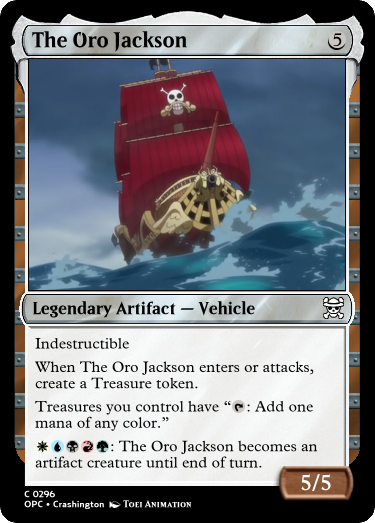 The Oro Jackson 5
Legendary Artifact — Vehicle
Indestructible
When The Oro Jackson enters or attacks,
create a Treasure token.
Treasures you control have “: Add one
mana of any color.”
: The Oro Jackson becomes an
artifact creature until end of turn.
5/5
C 0296
OPC • Crashington Toei Animation